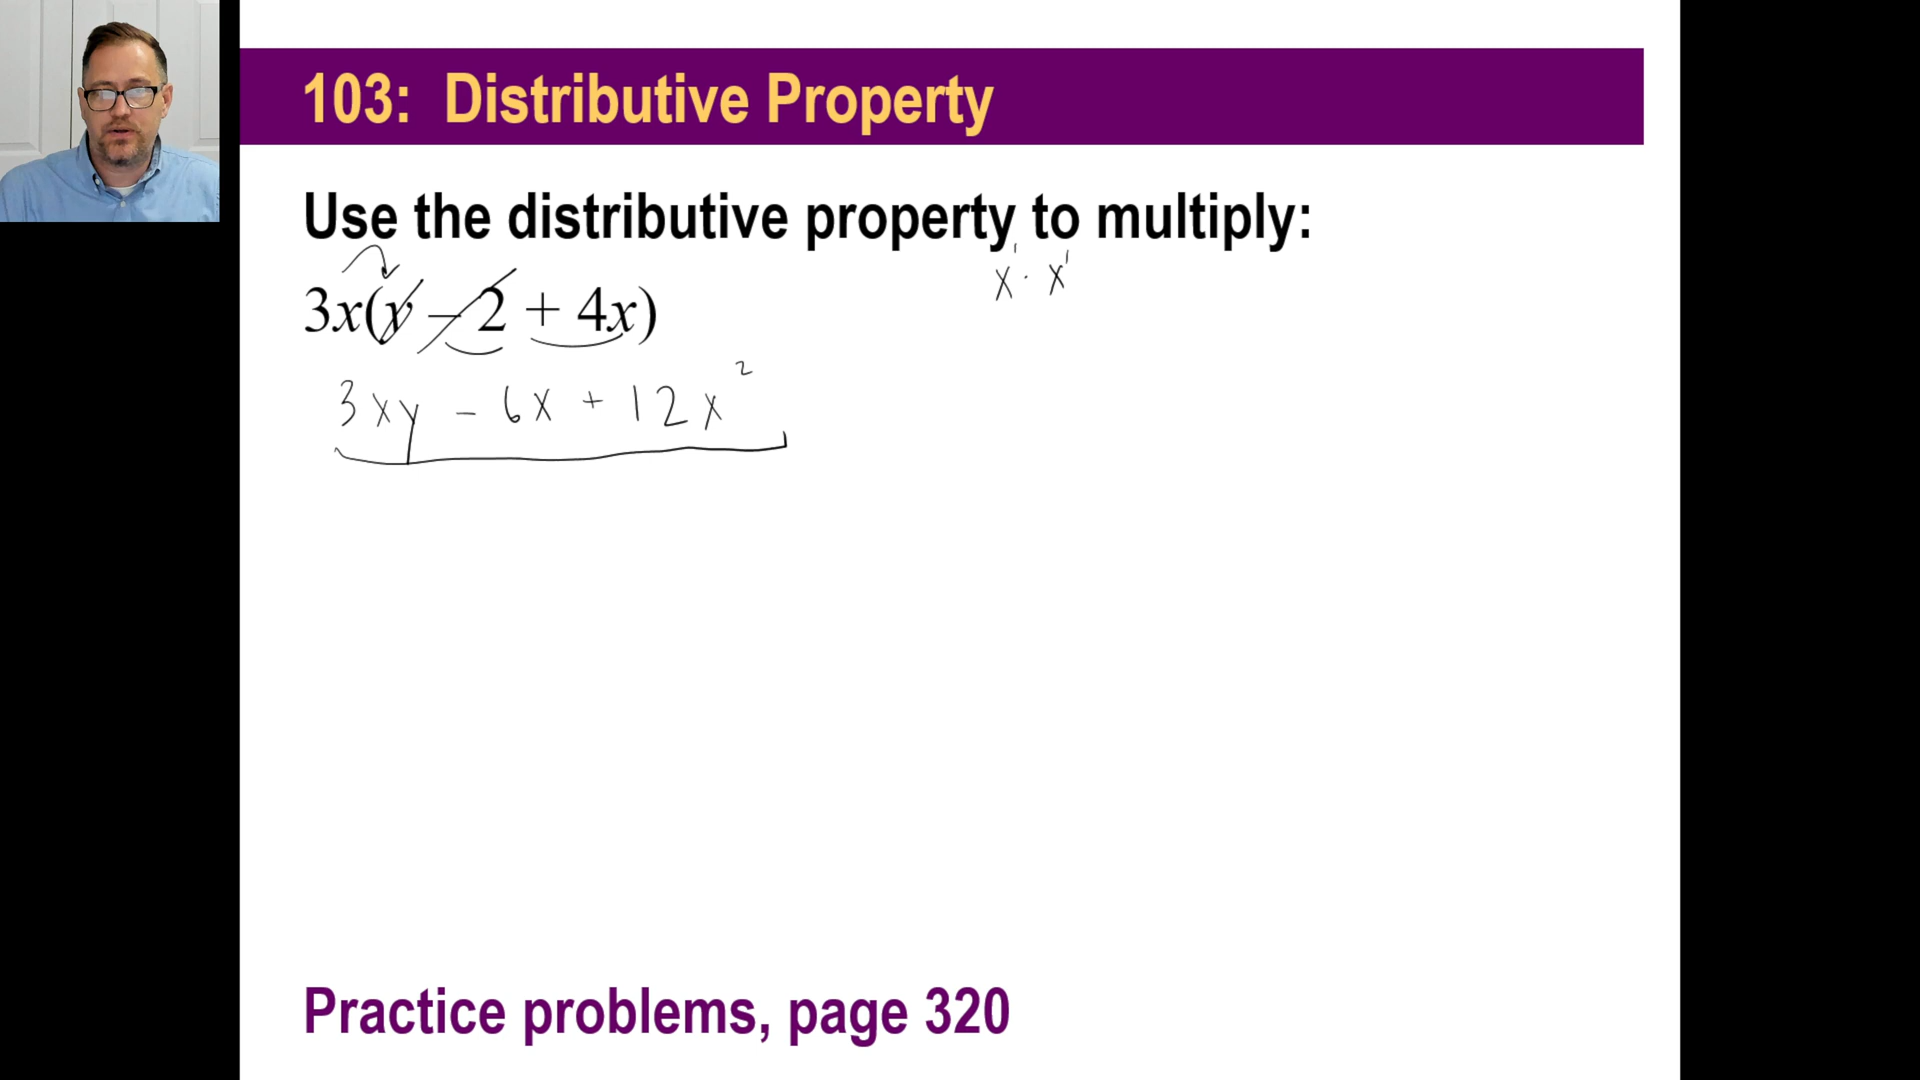 103: Distributive Property
Use the distributive property to multiply:
x¹ · x¹
3x(y − 2 + 4x)
3xy − 6x + 12x²
Practice problems, page 320